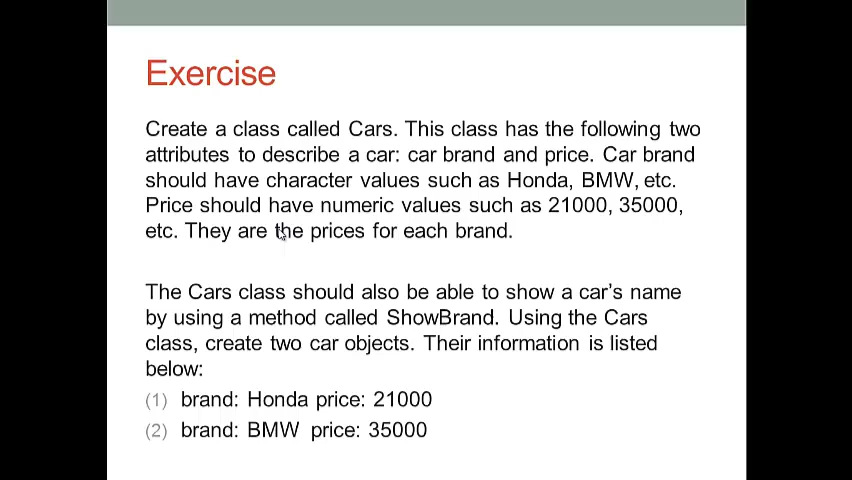 Exercise
Create a class called Cars. This class has the following two
attributes to describe a car: car brand and price. Car brand
should have character values such as Honda, BMW, etc.
Price should have numeric values such as 21000, 35000,
etc. They are the prices for each brand.
The Cars class should also be able to show a car's name
by using a method called ShowBrand. Using the Cars
class, create two car objects. Their information is listed
below:
(1) brand: Honda price: 21000
(2) brand: BMW price: 35000